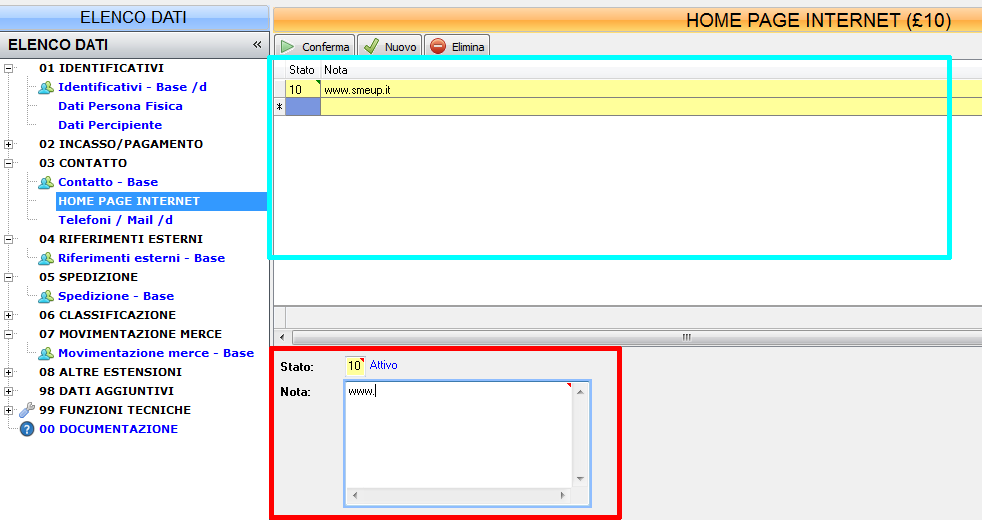 ELENCO DATI
ELENCO DATI «
01 IDENTIFICATIVI
Identificativi - Base /d
Dati Persona Fisica
Dati Percipiente
02 INCASSO/PAGAMENTO
03 CONTATTO
Contatto - Base
HOME PAGE INTERNET
Telefoni / Mail /d
04 RIFERIMENTI ESTERNI
Riferimenti esterni - Base
05 SPEDIZIONE
Spedizione - Base
06 CLASSIFICAZIONE
07 MOVIMENTAZIONE MERCE
Movimentazione merce - Base
08 ALTRE ESTENSIONI
98 DATI AGGIUNTIVI
99 FUNZIONI TECNICHE
00 DOCUMENTAZIONE
HOME PAGE INTERNET (£10)
Conferma Nuovo Elimina
Stato Nota
10 www.smeup.it
*
Stato: 10 Attivo
Nota: www.